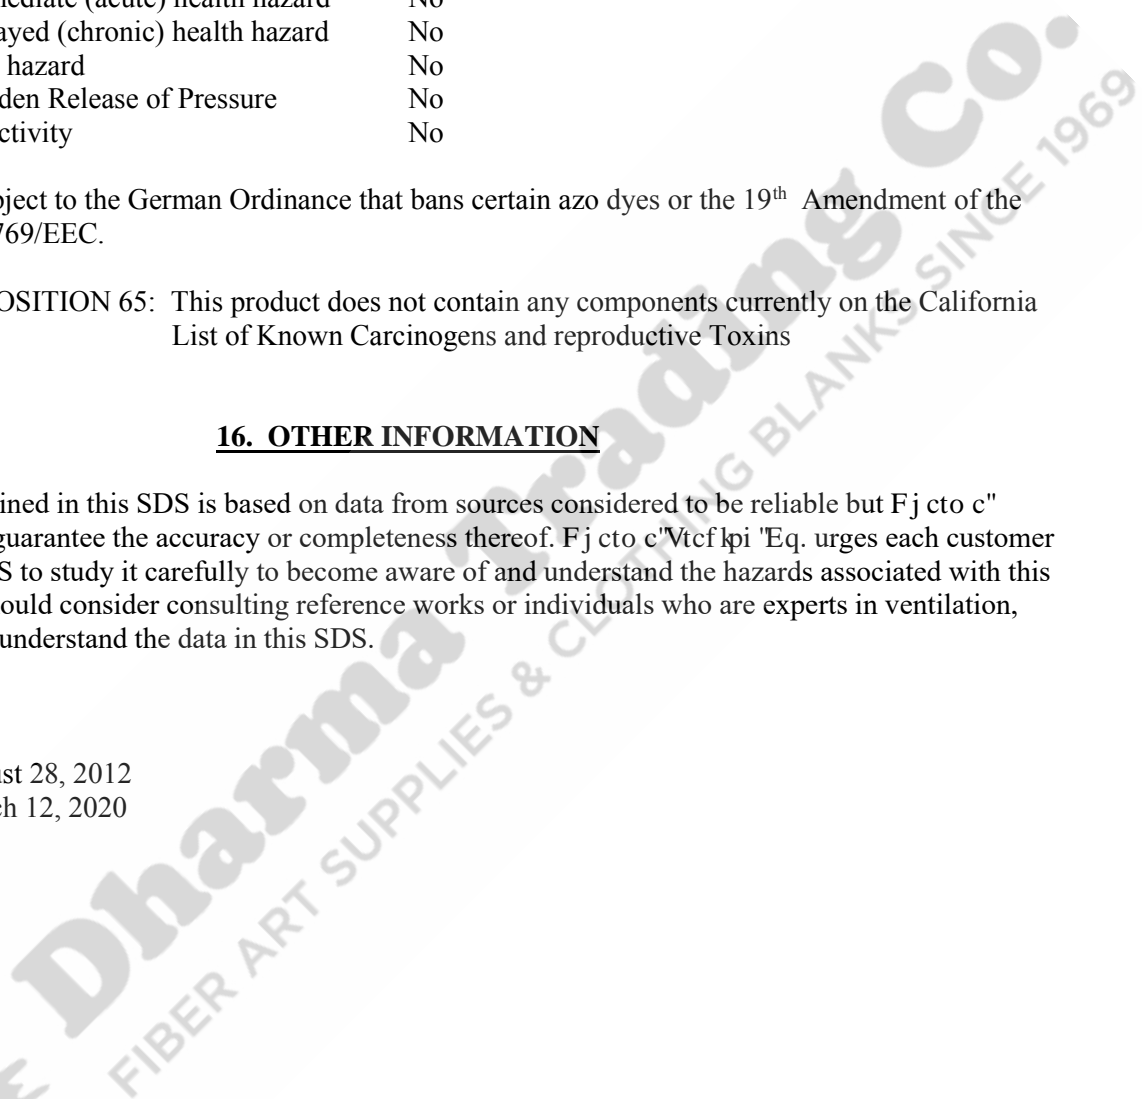 mediate (acute) health hazard No
ayed (chronic) health hazard No
hazard No
den Release of Pressure No
ctivity No
bject to the German Ordinance that bans certain azo dyes or the 19th Amendment of the
769/EEC.
OSITION 65: This product does not contain any components currently on the California
List of Known Carcinogens and reproductive Toxins
16. OTHER INFORMATION
ined in this SDS is based on data from sources considered to be reliable but Fj cto c"
guarantee the accuracy or completeness thereof. Fj cto c"Vtcf kpi "Eq. urges each customer
S to study it carefully to become aware of and understand the hazards associated with this
ould consider consulting reference works or individuals who are experts in ventilation,
understand the data in this SDS.
ust 28, 2012
ch 12, 2020
Dharma Trading Co.
FIBER ART SUPPLIES & CLOTHING BLANKS SINCE 1969